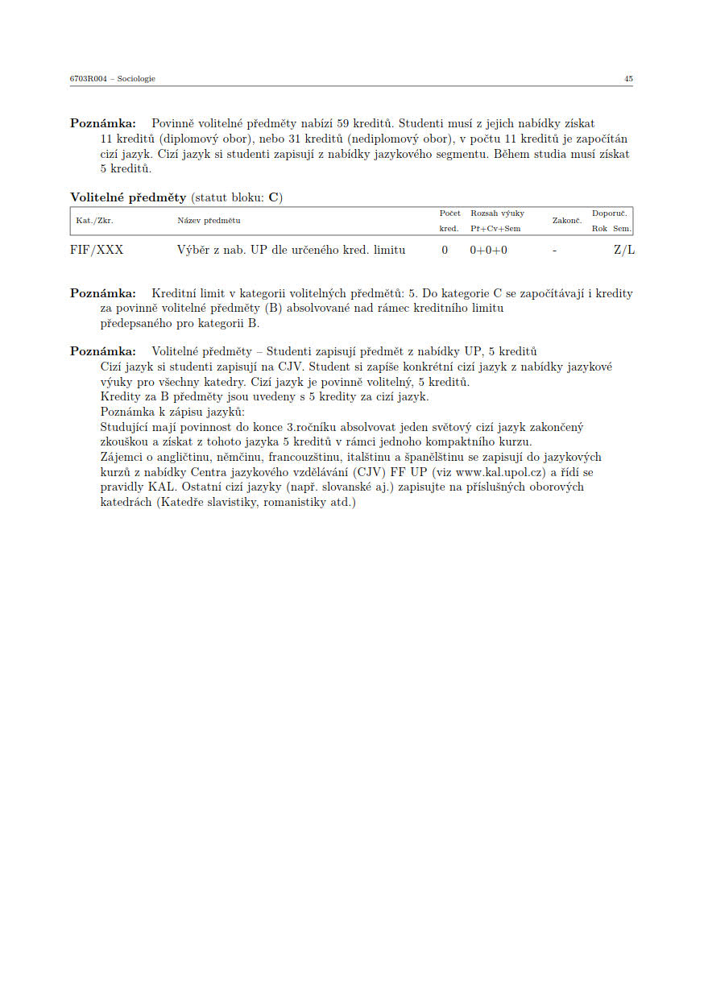 6703R004 – Sociologie 45
Poznámka: Povinně volitelné předměty nabízí 59 kreditů. Studenti musí z jejich nabídky získat
11 kreditů (diplomový obor), nebo 31 kreditů (nediplomový obor), v počtu 11 kreditů je započítán
cizí jazyk. Cizí jazyk si studenti zapisují z nabídky jazykového segmentu. Během studia musí získat
5 kreditů.
Volitelné předměty (statut bloku: C)
Kat./Zkr. Název předmětu Počet kred. Rozsah výuky Př+Cv+Sem Zakonč. Doporuč. Rok Sem.
FIF/XXX Výběr z nab. UP dle určeného kred. limitu 0 0+0+0 - Z/L
Poznámka: Kreditní limit v kategorii volitelných předmětů: 5. Do kategorie C se započítávají i kredity
za povinně volitelné předměty (B) absolvované nad rámec kreditního limitu
předepsaného pro kategorii B.
Poznámka: Volitelné předměty – Studenti zapisují předmět z nabídky UP, 5 kreditů
Cizí jazyk si studenti zapisují na CJV. Student si zapíše konkrétní cizí jazyk z nabídky jazykové
výuky pro všechny katedry. Cizí jazyk je povinně volitelný, 5 kreditů.
Kredity za B předměty jsou uvedeny s 5 kredity za cizí jazyk.
Poznámka k zápisu jazyků:
Studující mají povinnost do konce 3.ročníku absolvovat jeden světový cizí jazyk zakončený
zkouškou a získat z tohoto jazyka 5 kreditů v rámci jednoho kompaktního kurzu.
Zájemci o angličtinu, němčinu, francouzštinu, italštinu a španělštinu se zapisují do jazykových
kurzů z nabídky Centra jazykového vzdělávání (CJV) FF UP (viz www.kal.upol.cz) a řídí se
pravidly KAL. Ostatní cizí jazyky (např. slovanské aj.) zapisujte na příslušných oborových
katedrách (Katedře slavistiky, romanistiky atd.)